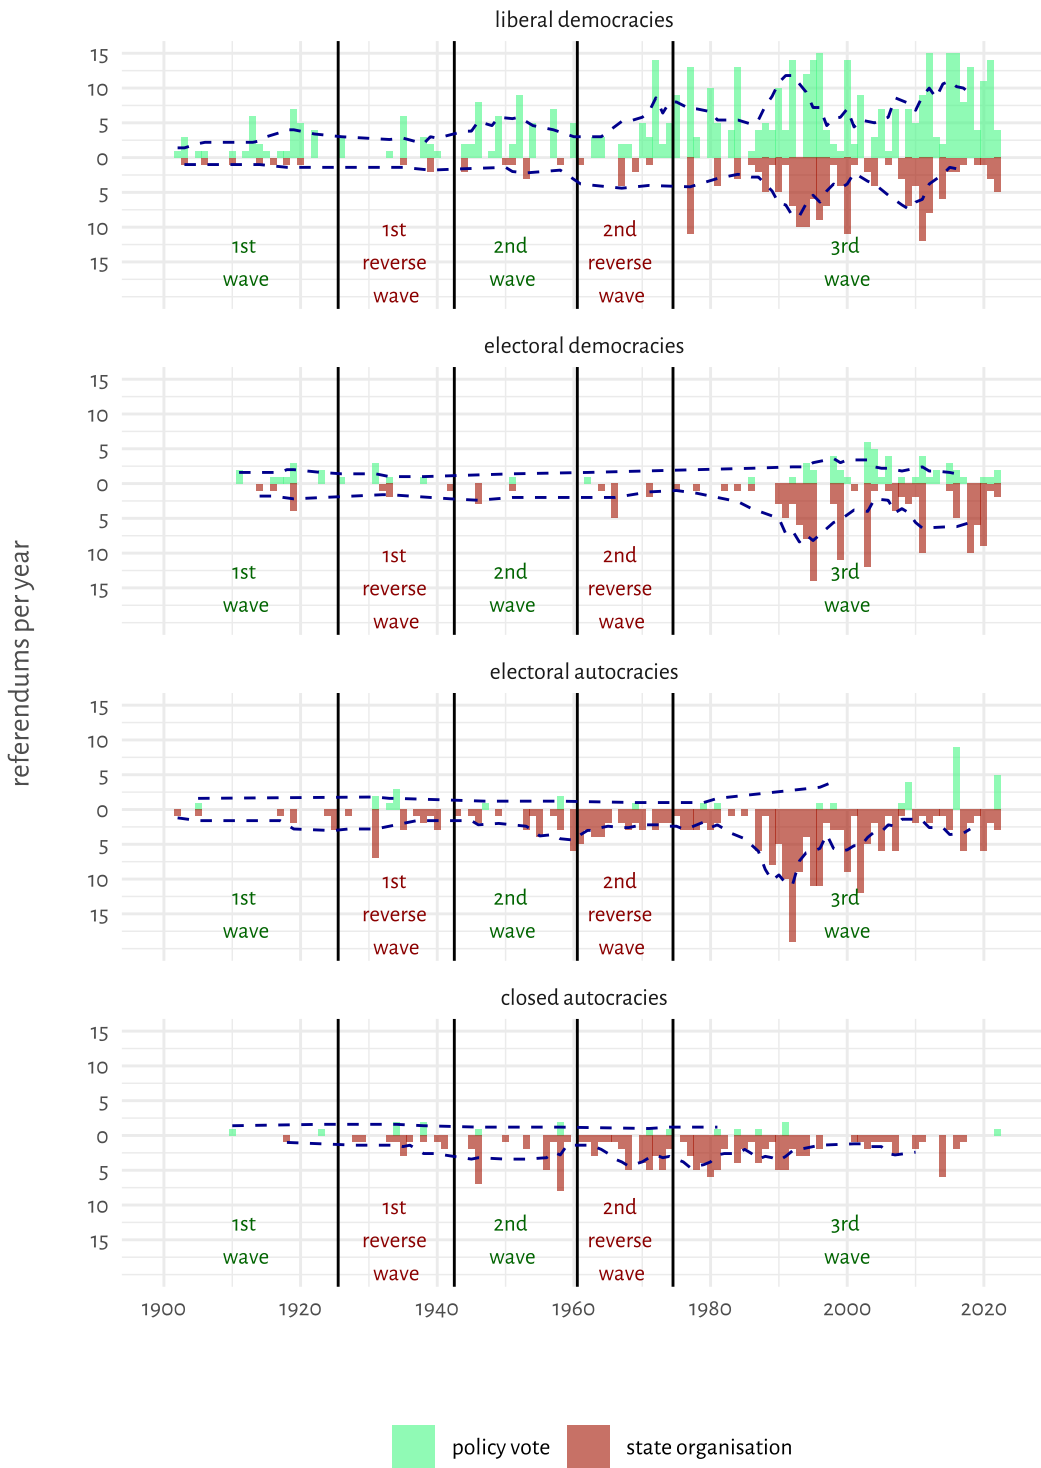 liberal democracies
15
10
5
0
5
10
15
1st
wave
1st
reverse
wave
2nd
wave
2nd
reverse
wave
3rd
wave
electoral democracies
15
10
5
0
5
10
15
1st
wave
1st
reverse
wave
2nd
wave
2nd
reverse
wave
3rd
wave
referendums per year
electoral autocracies
15
10
5
0
5
10
15
1st
wave
1st
reverse
wave
2nd
wave
2nd
reverse
wave
3rd
wave
closed autocracies
15
10
5
0
5
10
15
1st
wave
1st
reverse
wave
2nd
wave
2nd
reverse
wave
3rd
wave
1900 1920 1940 1960 1980 2000 2020
policy vote state organisation